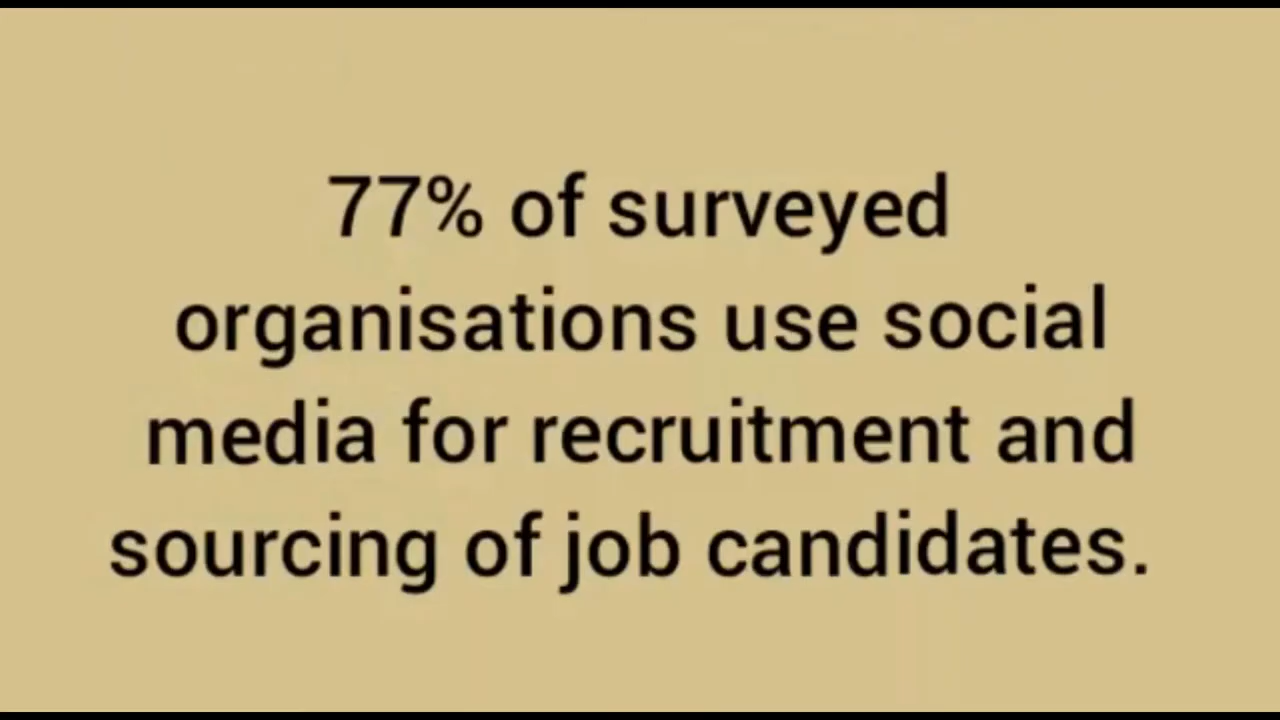 77% of surveyed
organisations use social
media for recruitment and
sourcing of job candidates.